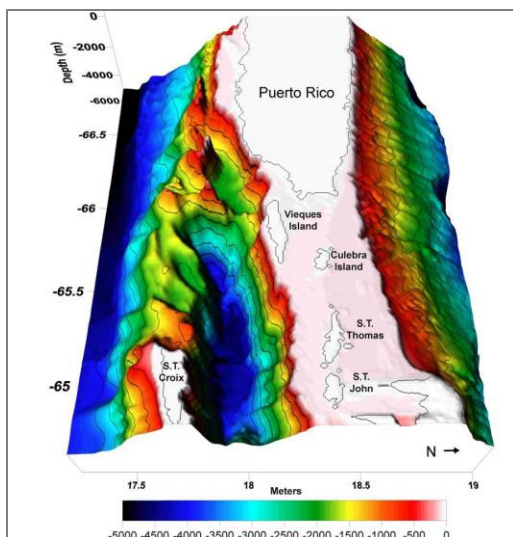 0
-2000
-4000
-6000
Depth (m)
-66.5
Puerto Rico
-66
Vieques
Island
Culebra
Island
-65.5
S.T.
Thomas
S.T.
Croix
S.T.
John
-65
N
17.5
18
18.5
19
Meters
-5000 -4500 -4000 -3500 -3000 -2500 -2000 -1500 -1000 -500 0